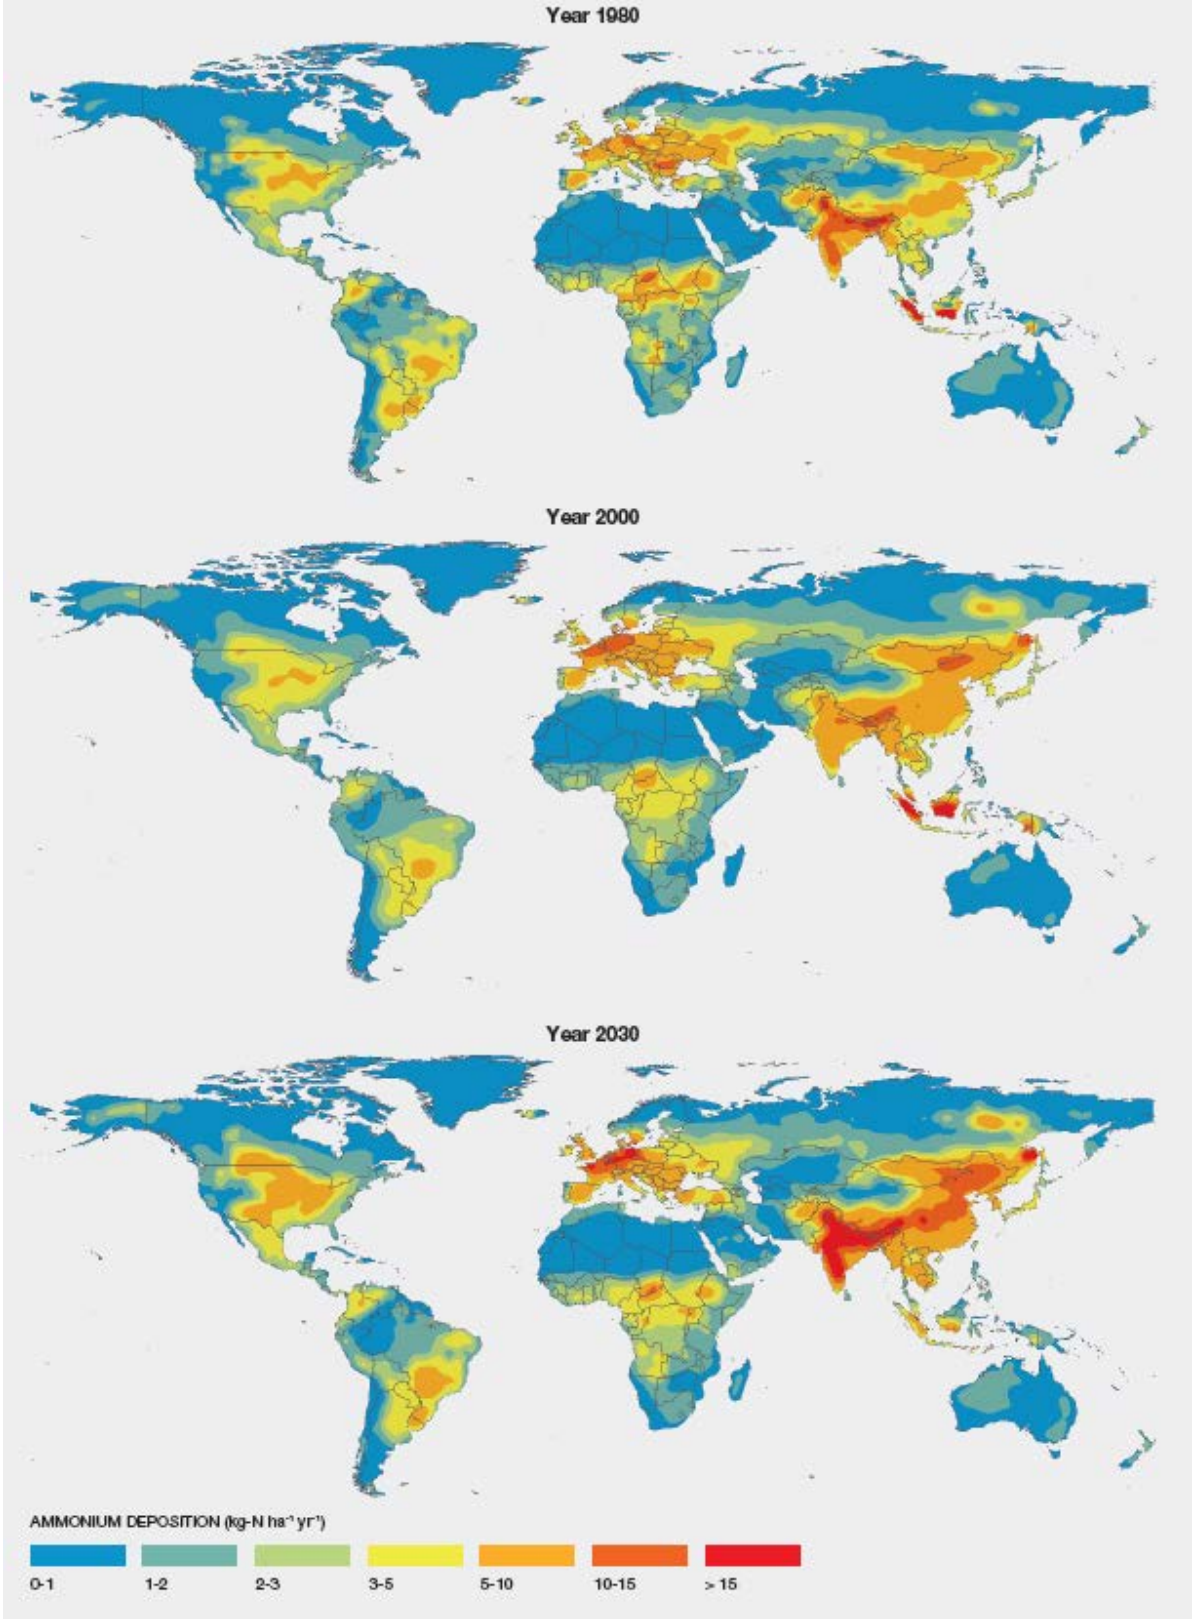 Year 1980
Year 2000
Year 2030
AMMONIUM DEPOSITION (kg-N ha⁻¹ yr⁻¹)
0-1 1-2 2-3 3-5 5-10 10-15 > 15